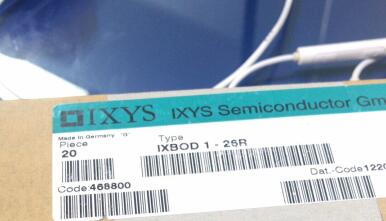 IXYS IXYS Semiconductor Gm
Made in Germany "B"
Piece Type
20 IXBOD 1 - 26R
Dat.-Code1220
Code:468800